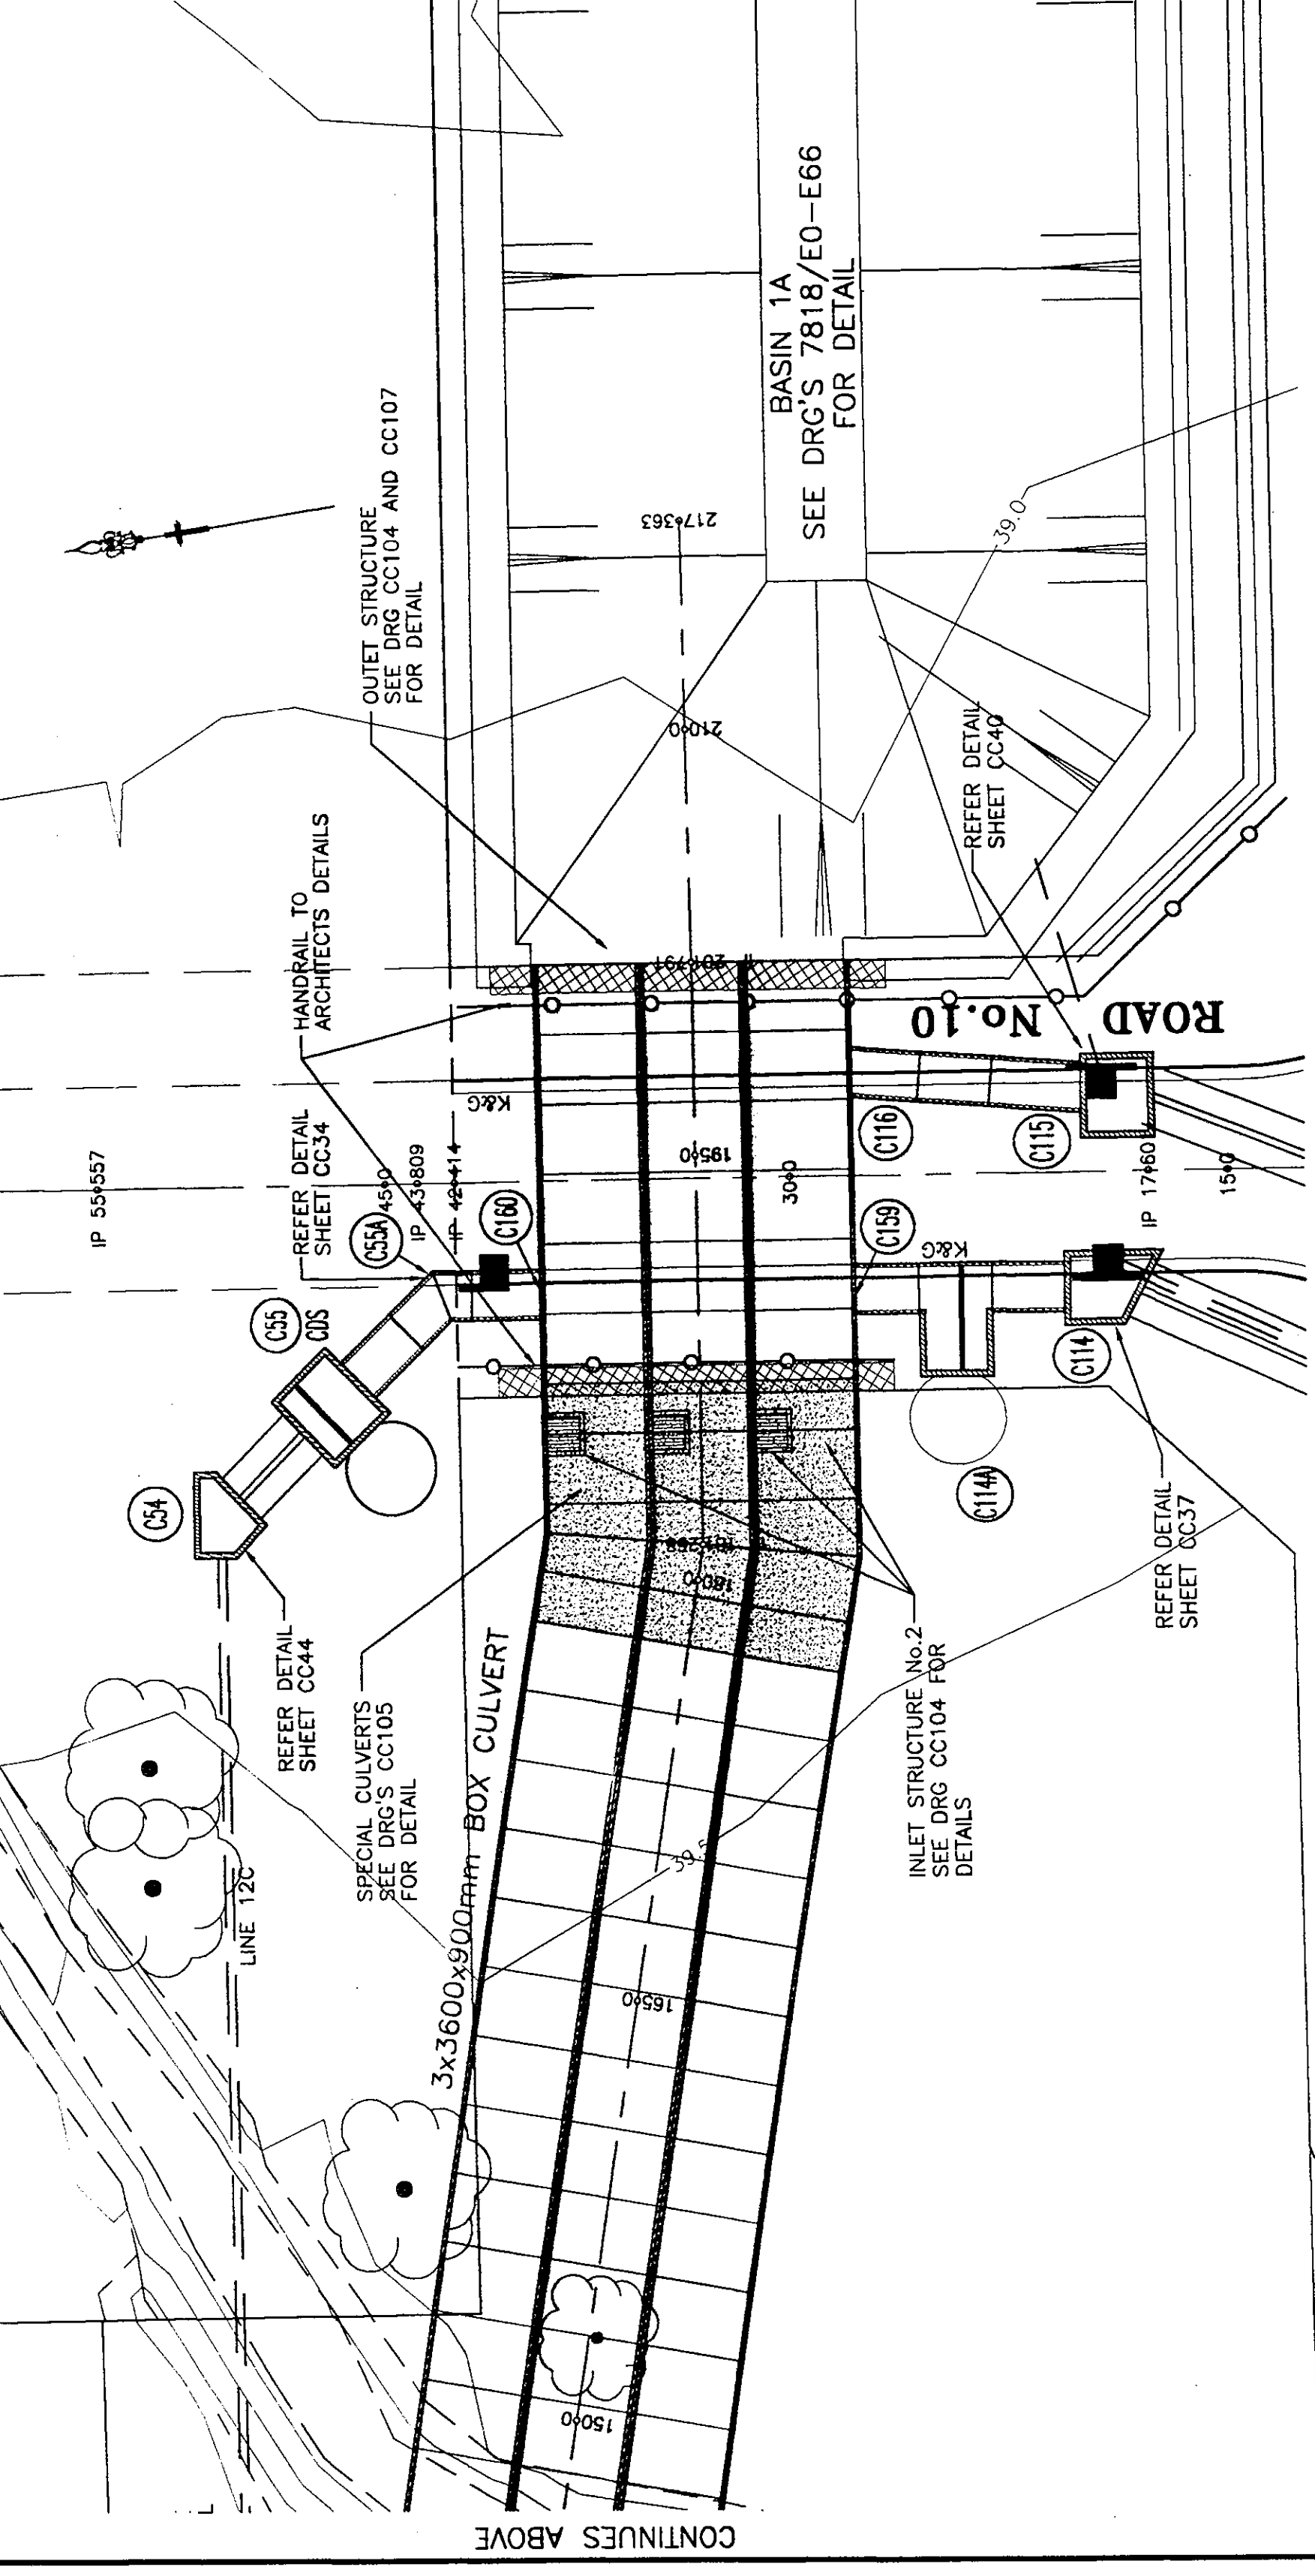 BASIN 1A
SEE DRG'S 7818/E0-E66
FOR DETAIL
OUTET STRUCTURE
SEE DRG CC104 AND CC107
FOR DETAIL
217.363
39.0
210.0
REFER DETAIL
SHEET CC40
HANDRAIL TO
ARCHITECTS DETAILS
201.791
ROAD No.10
K&G
REFER DETAIL
SHEET CC34
IP 55.557
45.0
IP 43.809
IP 42.414
195.0
30.0
IP 17.601
15.0
C116
C115
C55A
C160
C159
K&G
C55
CDS
C114
C54
C114A
REFER DETAIL
SHEET CC37
REFER DETAIL
SHEET CC44
180.0
SPECIAL CULVERTS
SEE DRG'S CC105
FOR DETAIL
INLET STRUCTURE No.2
SEE DRG CC104 FOR
DETAILS
3x3600x900mm BOX CULVERT
LINE 12C
39.5
165.0
150.0
CONTINUES ABOVE